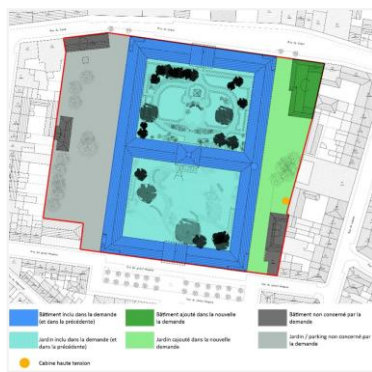 Bâtiment inclu dans la demande
(et dans la précédente)
Bâtiment ajouté dans la nouvelle
la demande
Bâtiment non concerné par la
demande
Jardin inclu dans la demande (et
dans la précédente)
Jardin rajouté dans la nouvelle
demande
Jardin / parking non concerné par
la demande
Cabine haute tension